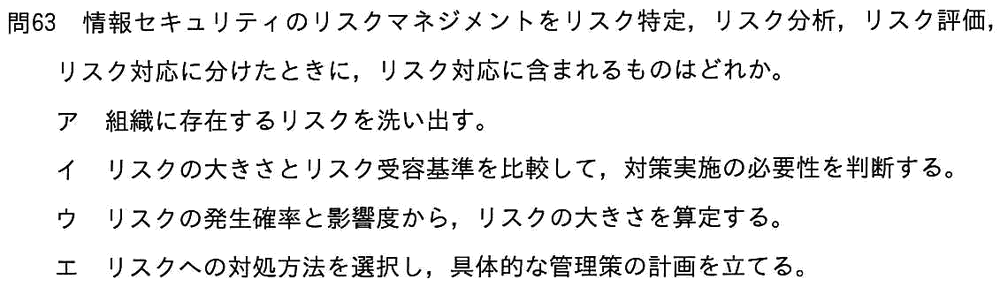 問63 情報セキュリティのリスクマネジメントをリスク特定，リスク分析，リスク評価，
リスク対応に分けたときに，リスク対応に含まれるものはどれか。
ア 組織に存在するリスクを洗い出す。
イ リスクの大きさとリスク受容基準を比較して，対策実施の必要性を判断する。
ウ リスクの発生確率と影響度から，リスクの大きさを算定する。
エ リスクへの対処方法を選択し，具体的な管理策の計画を立てる。